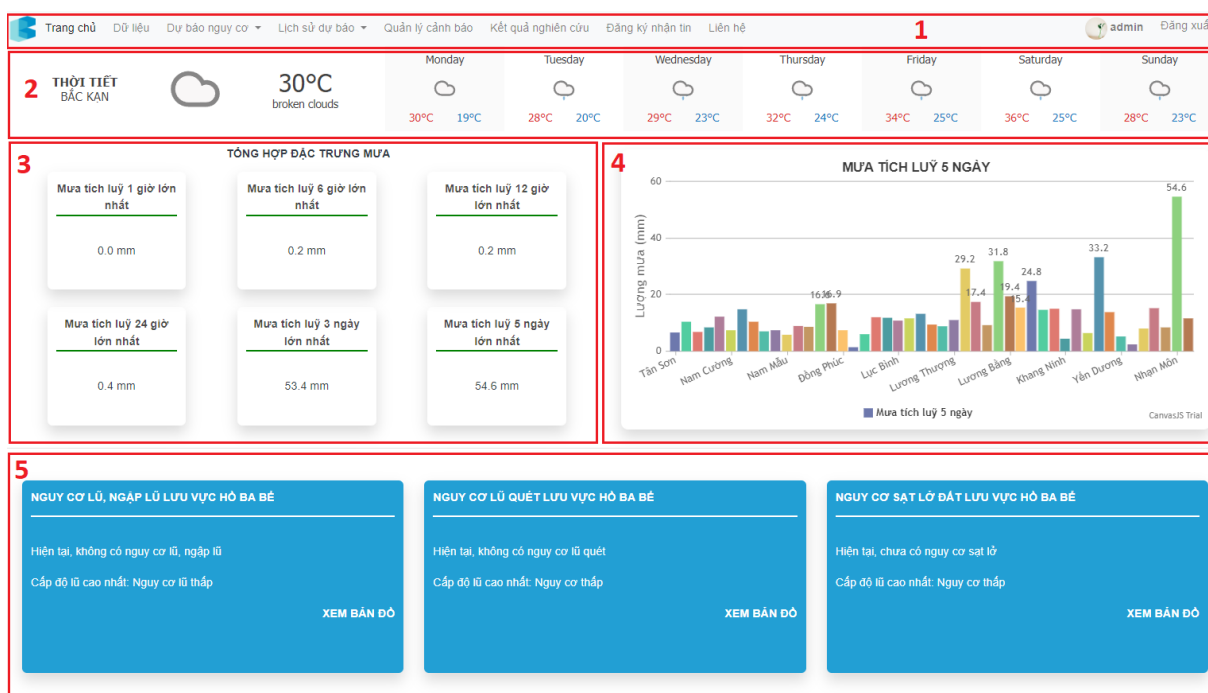 Trang chủ Dữ liệu Dự báo nguy cơ Lịch sử dự báo Quản lý cảnh báo Kết quả nghiên cứu Đăng ký nhận tin Liên hệ 1 admin Đăng xuấ
2 THỜI TIẾT
BẮC KẠN
30°C
broken clouds
Monday Tuesday Wednesday Thursday Friday Saturday Sunday
30°C 19°C 28°C 20°C 29°C 23°C 32°C 24°C 34°C 25°C 36°C 25°C 28°C 23°C
3 TỔNG HỢP ĐẶC TRƯNG MƯA
Mưa tích luỹ 1 giờ lớn
nhất
0.0 mm
Mưa tích luỹ 6 giờ lớn
nhất
0.2 mm
Mưa tích luỹ 12 giờ
lớn nhất
0.2 mm
Mưa tích luỹ 24 giờ
lớn nhất
0.4 mm
Mưa tích luỹ 3 ngày
lớn nhất
53.4 mm
Mưa tích luỹ 5 ngày
lớn nhất
54.6 mm
4 MƯA TÍCH LUỸ 5 NGÀY
Lượng mưa (mm)
60
40
20
0
16.9 29.2 17.4 31.8 19.4 15.4 24.8 33.2 54.6
Tân Sơn Nam Cường Nam Mẫu Đồng Phúc Lục Bình Lương Thượng Lương Bằng Khang Ninh Yến Dương Nhạn Môn
Mưa tích luỹ 5 ngày
CanvasJS Trial
5
NGUY CƠ LŨ, NGẬP LŨ LƯU VỰC HỒ BA BỂ
Hiện tại, không có nguy cơ lũ, ngập lũ
Cấp độ lũ cao nhất: Nguy cơ lũ thấp
XEM BẢN ĐỒ
NGUY CƠ LŨ QUÉT LƯU VỰC HỒ BA BỂ
Hiện tại, không có nguy cơ lũ quét
Cấp độ lũ cao nhất: Nguy cơ thấp
XEM BẢN ĐỒ
NGUY CƠ SẠT LỞ ĐẤT LƯU VỰC HỒ BA BỂ
Hiện tại, chưa có nguy cơ sạt lở
Cấp độ lũ cao nhất: Nguy cơ thấp
XEM BẢN ĐỒ